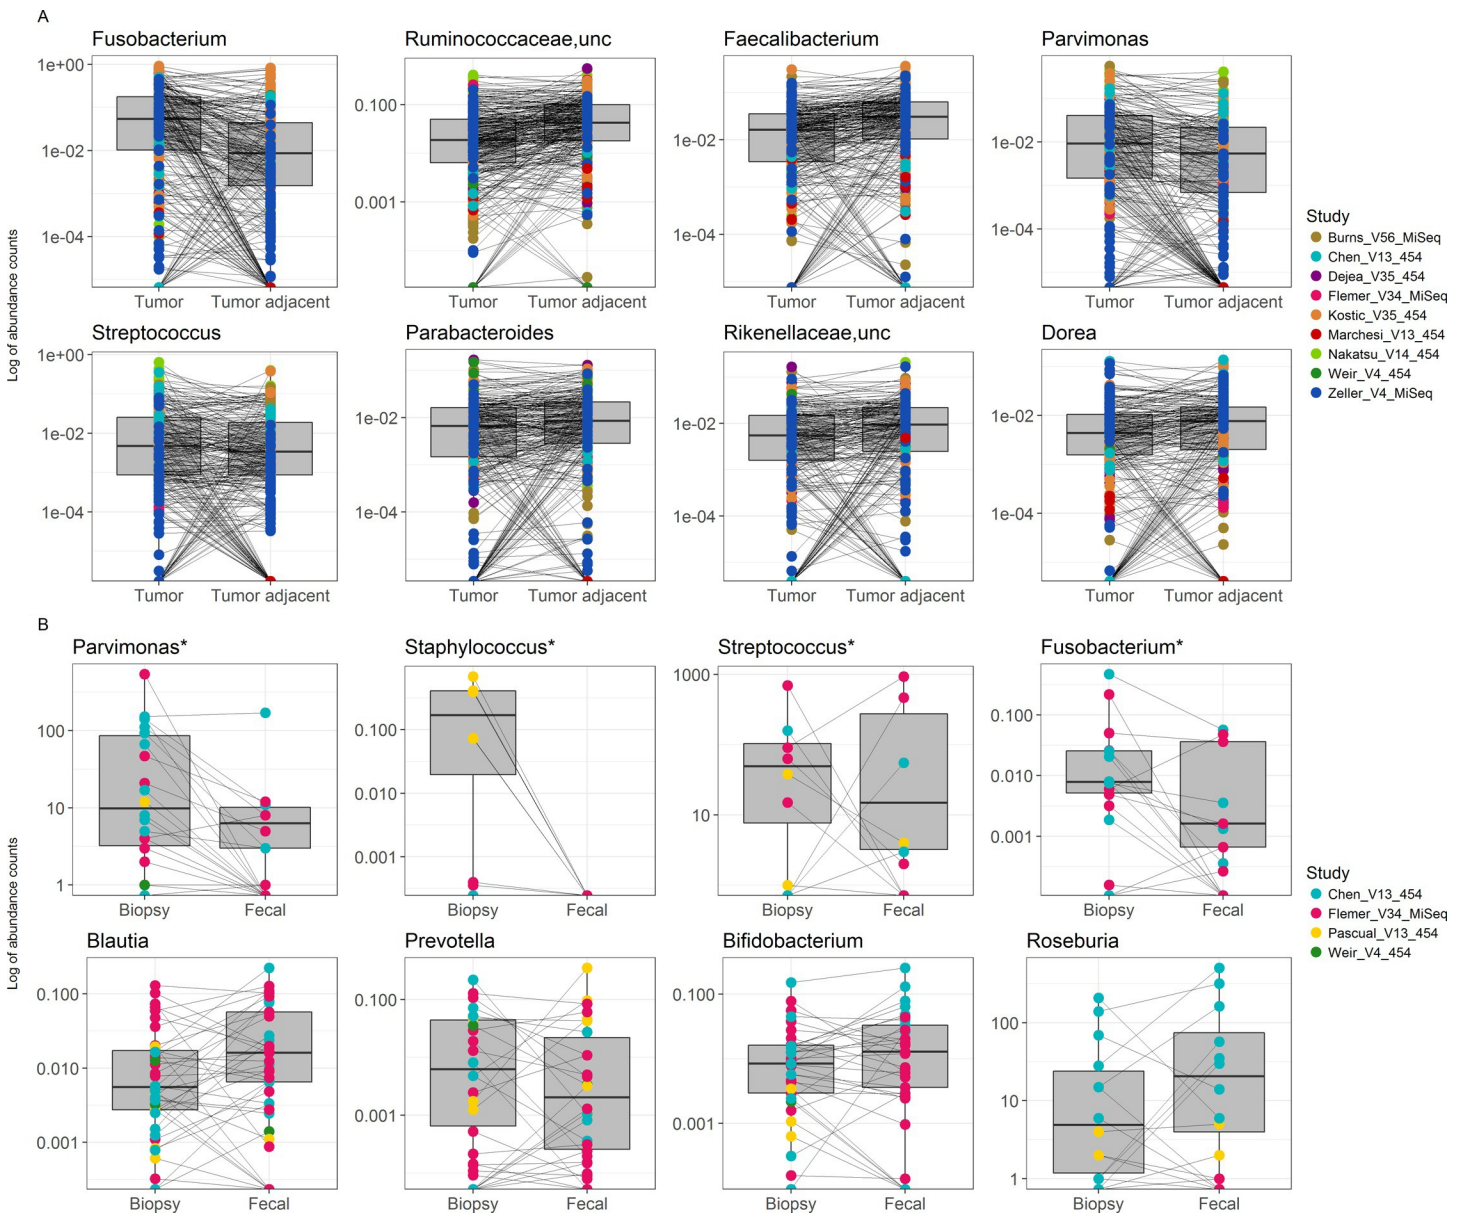 A
Fusobacterium
Ruminococcaceae,unc
Faecalibacterium
Parvimonas
Log of abundance counts
1e+00
1e-02
1e-04
Tumor
Tumor adjacent
0.100
0.001
Tumor
Tumor adjacent
1e-02
1e-04
Tumor
Tumor adjacent
1e-02
1e-04
Tumor
Tumor adjacent
Study
Burns_V56_MiSeq
Chen_V13_454
Dejea_V35_454
Flemer_V34_MiSeq
Kostic_V35_454
Marchesi_V13_454
Nakatsu_V14_454
Weir_V4_454
Zeller_V4_MiSeq
Streptococcus
Parabacteroides
Rikenellaceae,unc
Dorea
1e+00
1e-02
1e-04
Tumor
Tumor adjacent
1e-02
1e-04
Tumor
Tumor adjacent
1e-02
1e-04
Tumor
Tumor adjacent
1e-02
1e-04
Tumor
Tumor adjacent
B
Parvimonas*
Staphylococcus*
Streptococcus*
Fusobacterium*
Log of abundance counts
100
10
1
Biopsy
Fecal
0.100
0.010
0.001
Biopsy
Fecal
1000
10
Biopsy
Fecal
0.100
0.010
0.001
Biopsy
Fecal
Study
Chen_V13_454
Flemer_V34_MiSeq
Pascual_V13_454
Weir_V4_454
Blautia
Prevotella
Bifidobacterium
Roseburia
0.100
0.010
0.001
Biopsy
Fecal
0.100
0.001
Biopsy
Fecal
0.100
0.001
Biopsy
Fecal
100
10
1
Biopsy
Fecal